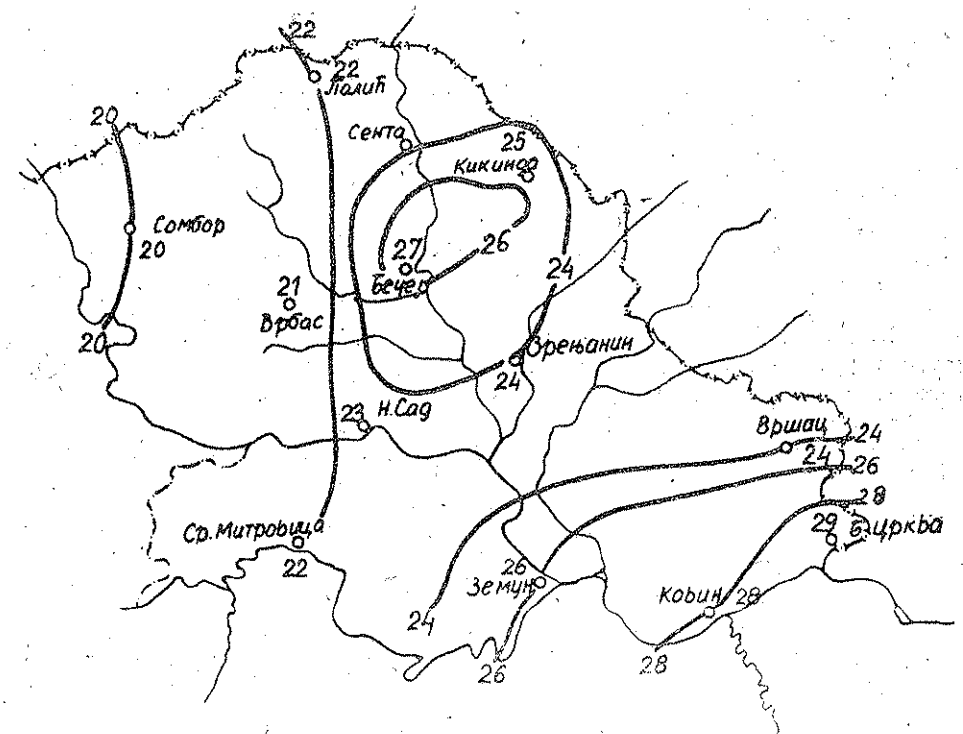 22
22
Палић
20
Сента
25
Кикинда
Сомбор
20
26
27
24
Бечеј
21
Врбас
20
Зрењанин
24
23
Н.Сад
Вршац
24
24
26
28
29
Б.Црква
Ср. Митровица
22
26
Земун
Ковин
28
24
26
28